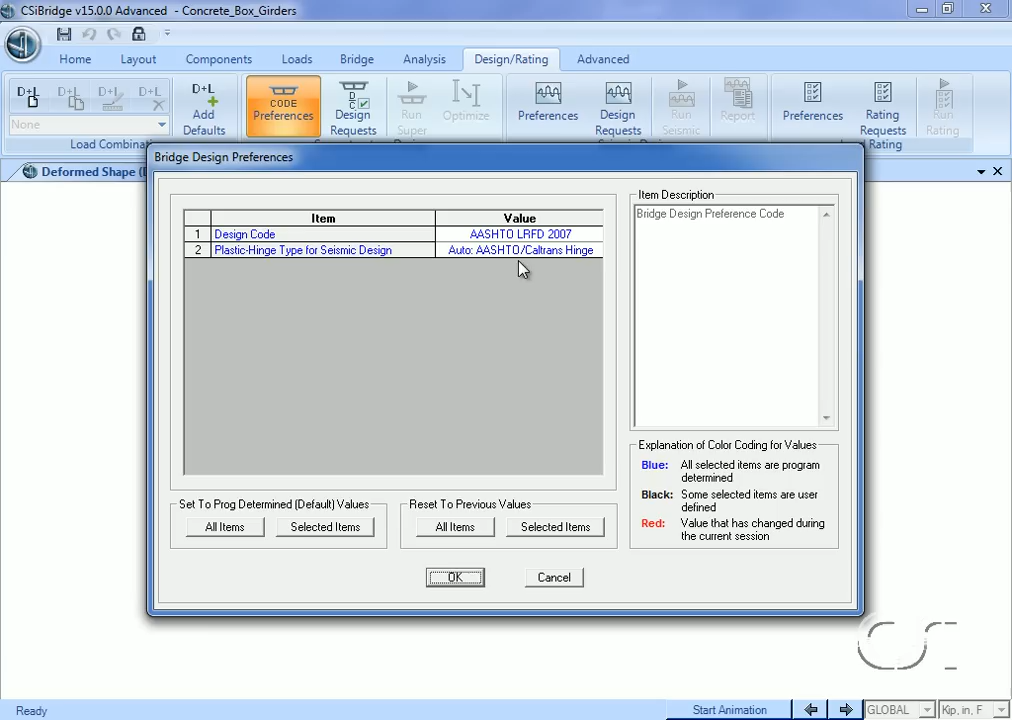 CSiBridge v15.0.0 Advanced - Concrete_Box_Girders
Home Layout Components Loads Bridge Analysis Design/Rating Advanced
D+L D+L D+L D+L
None
Add Defaults
CODE
Preferences
Design Requests
Run Super
Optimize
Preferences
Design Requests
Run Seismic
Report
Preferences
Rating Requests
Run Rating
Load Combina
Load Rating
Deformed Shape (D
Bridge Design Preferences
Item Value
1 Design Code AASHTO LRFD 2007
2 Plastic-Hinge Type for Seismic Design Auto: AASHTO/Caltrans Hinge
Item Description
Bridge Design Preference Code
Explanation of Color Coding for Values
Blue: All selected items are program
determined
Black: Some selected items are user
defined
Red: Value that has changed during
the current session
Set To Prog Determined (Default) Values
All Items Selected Items
Reset To Previous Values
All Items Selected Items
OK Cancel
CSI
Ready
Start Animation
GLOBAL
Kip, in, F